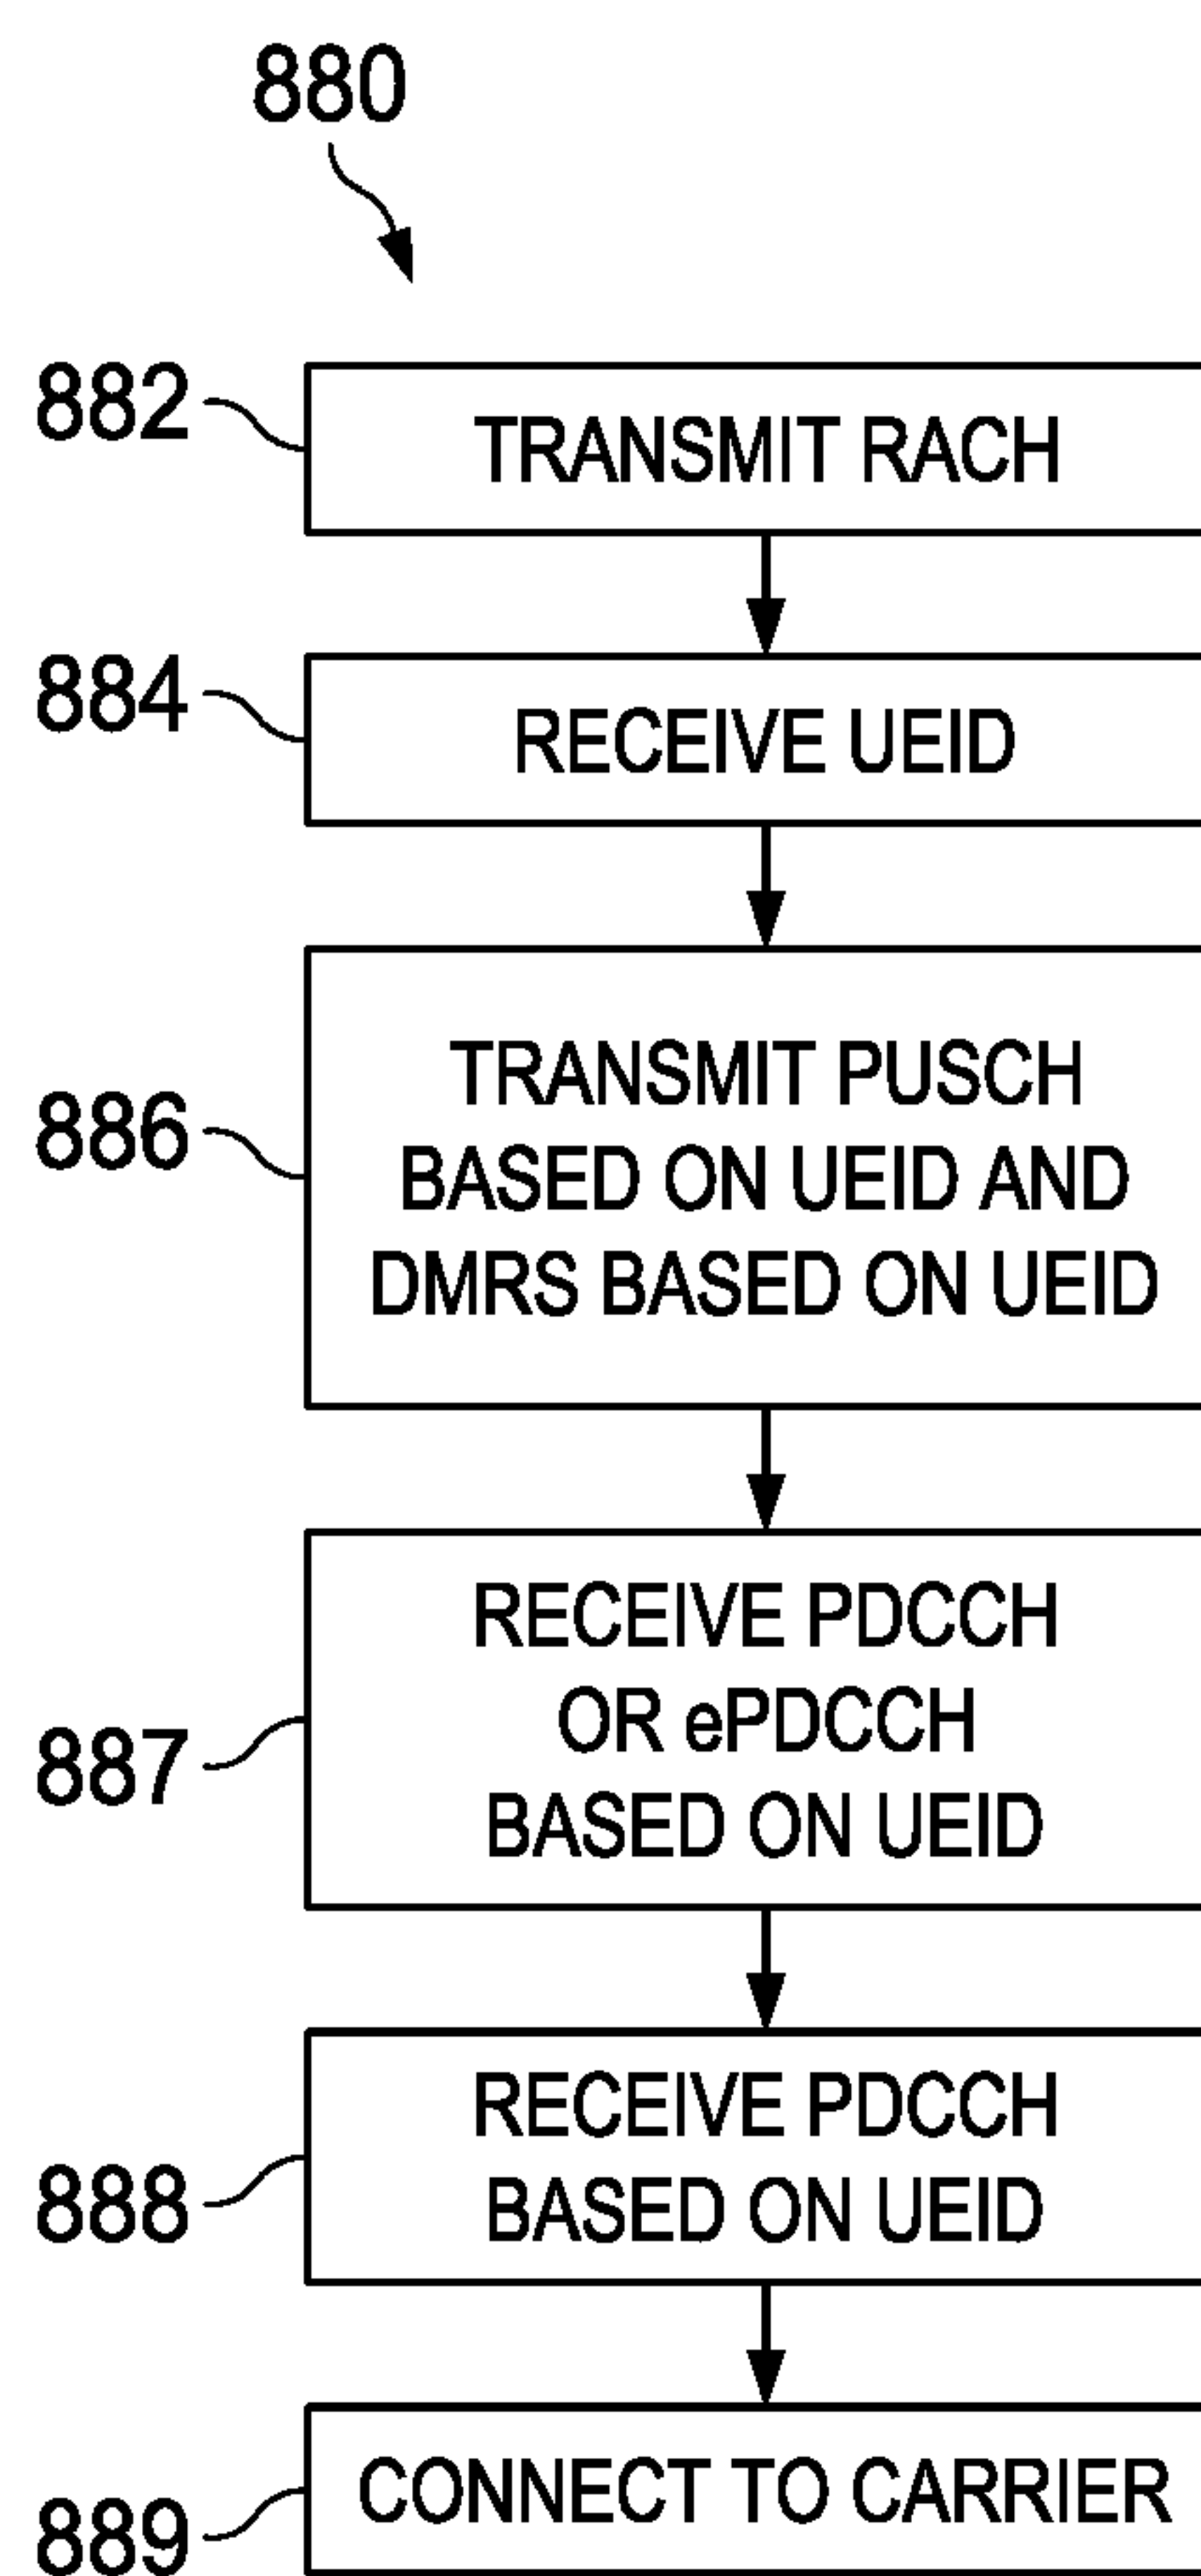 880
882
TRANSMIT RACH
884
RECEIVE UEID
886
TRANSMIT PUSCH
BASED ON UEID AND
DMRS BASED ON UEID
887
RECEIVE PDCCH
OR ePDCCH
BASED ON UEID
888
RECEIVE PDCCH
BASED ON UEID
889
CONNECT TO CARRIER